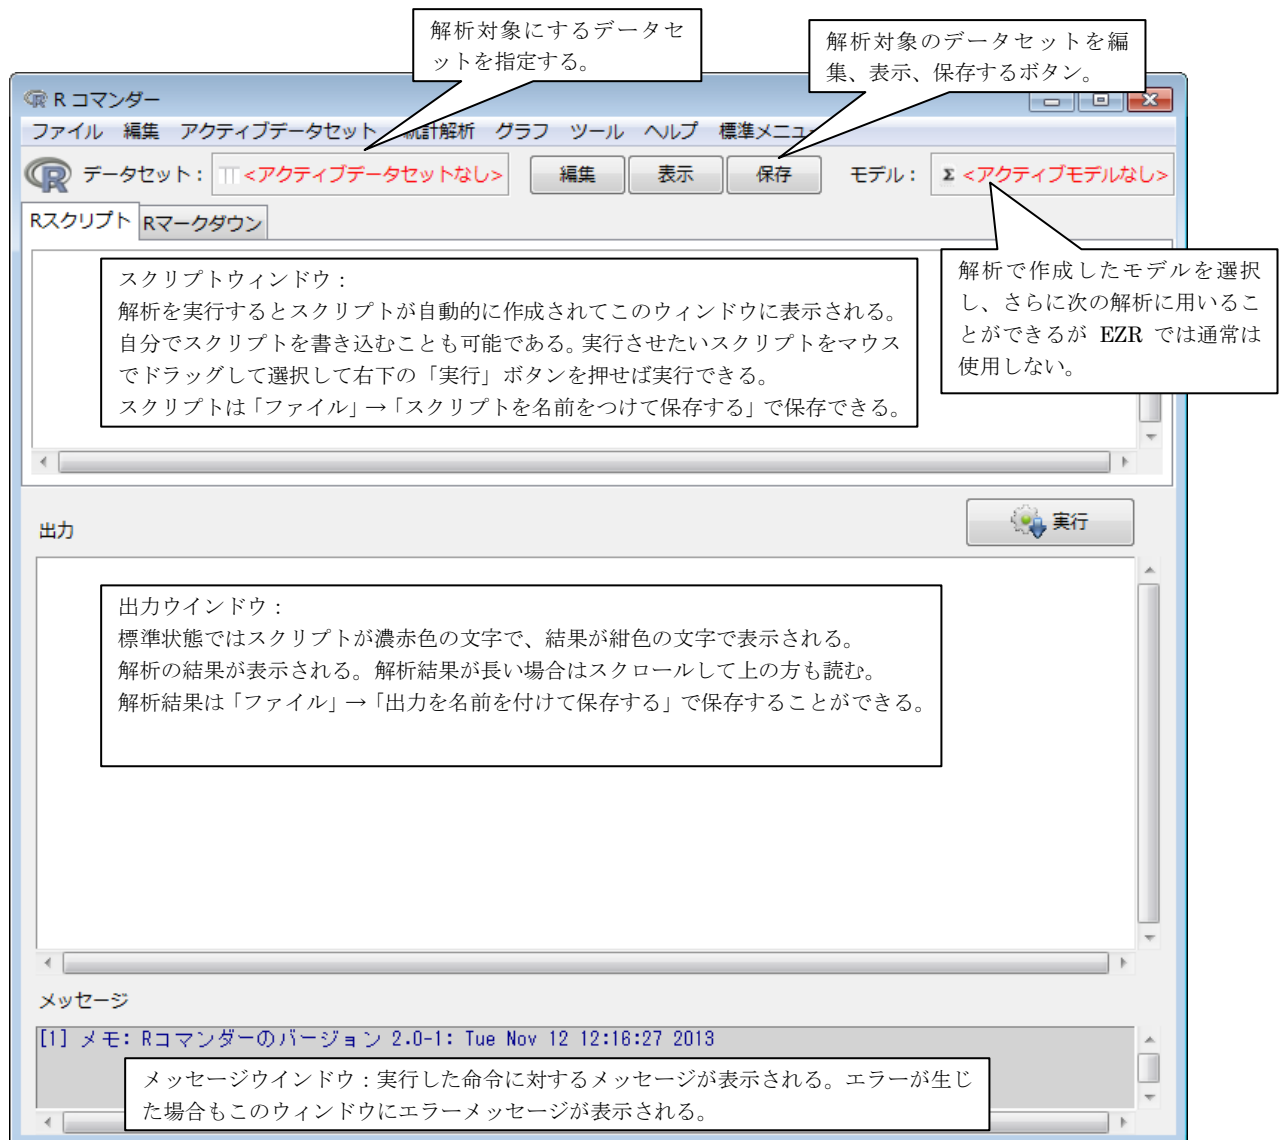 解析対象にするデータセ
ットを指定する。
解析対象のデータセットを編
集、表示、保存するボタン。
R コマンダー
ファイル 編集 アクティブデータセット 統計解析 グラフ ツール ヘルプ 標準メニュー
データセット： <アクティブデータセットなし> 編集 表示 保存 モデル： Σ <アクティブモデルなし>
Rスクリプト Rマークダウン
解析で作成したモデルを選択
し、さらに次の解析に用いるこ
とができるが EZR では通常は
使用しない。
スクリプトウィンドウ：
解析を実行するとスクリプトが自動的に作成されてこのウィンドウに表示される。
自分でスクリプトを書き込むことも可能である。実行させたいスクリプトをマウス
でドラッグして選択して右下の「実行」ボタンを押せば実行できる。
スクリプトは「ファイル」→「スクリプトを名前をつけて保存する」で保存できる。
実行
出力
出力ウインドウ：
標準状態ではスクリプトが濃赤色の文字で、結果が紺色の文字で表示される。
解析の結果が表示される。解析結果が長い場合はスクロールして上の方も読む。
解析結果は「ファイル」→「出力を名前を付けて保存する」で保存することができる。
メッセージ
[1] メモ: Rコマンダーのバージョン 2.0-1: Tue Nov 12 12:16:27 2013
メッセージウインドウ：実行した命令に対するメッセージが表示される。エラーが生じ
た場合もこのウィンドウにエラーメッセージが表示される。